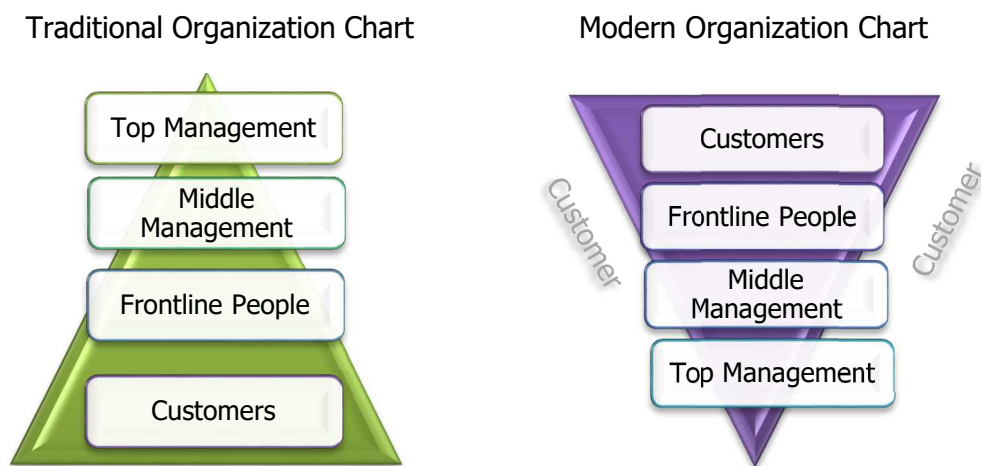 Traditional Organization Chart
Top Management
Middle
Management
Frontline People
Customers
Modern Organization Chart
Customers
Frontline People
Middle
Management
Top Management
Customer
Customer